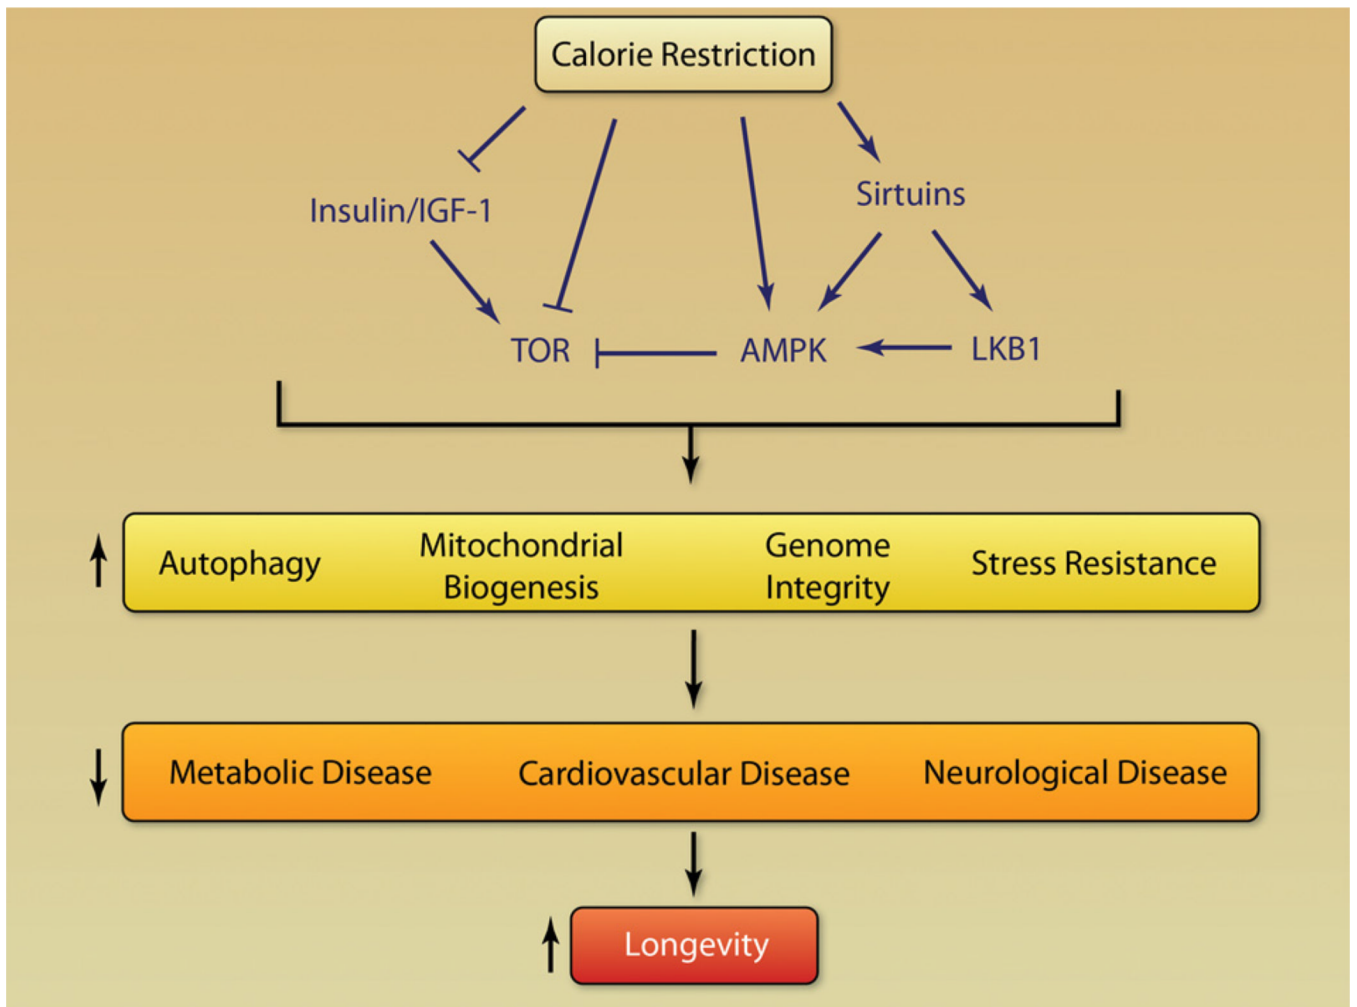 Calorie Restriction
Sirtuins
Insulin/IGF-1
TOR
AMPK
LKB1
Autophagy
Mitochondrial
Biogenesis
Genome
Integrity
Stress Resistance
Metabolic Disease
Cardiovascular Disease
Neurological Disease
Longevity